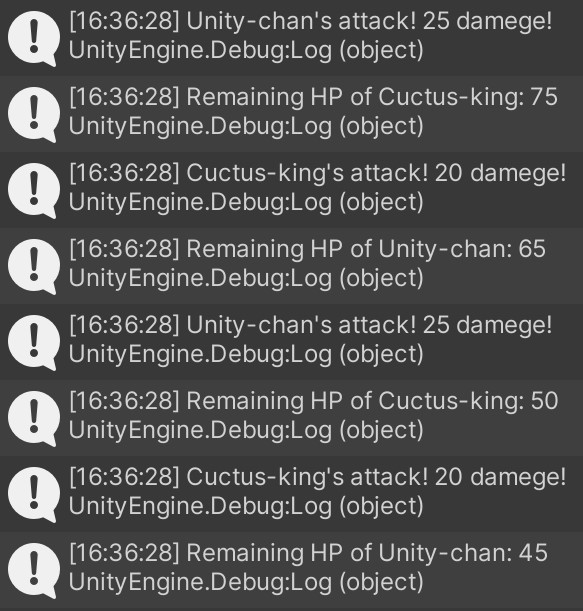 [16:36:28] Unity-chan's attack! 25 damege!
UnityEngine.Debug:Log (object)
[16:36:28] Remaining HP of Cuctus-king: 75
UnityEngine.Debug:Log (object)
[16:36:28] Cuctus-king's attack! 20 damege!
UnityEngine.Debug:Log (object)
[16:36:28] Remaining HP of Unity-chan: 65
UnityEngine.Debug:Log (object)
[16:36:28] Unity-chan's attack! 25 damege!
UnityEngine.Debug:Log (object)
[16:36:28] Remaining HP of Cuctus-king: 50
UnityEngine.Debug:Log (object)
[16:36:28] Cuctus-king's attack! 20 damege!
UnityEngine.Debug:Log (object)
[16:36:28] Remaining HP of Unity-chan: 45
UnityEngine.Debug:Log (object)